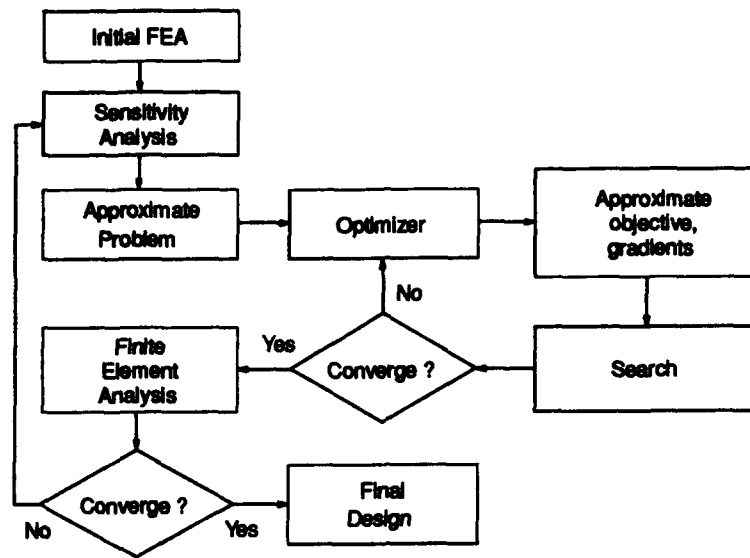 Initial FEA
Sensitivity
Analysis
Approximate
Problem
Optimizer
Approximate
objective,
gradients
No
Search
Converge ?
Yes
Finite
Element
Analysis
Converge ?
No
Yes
Final
Design